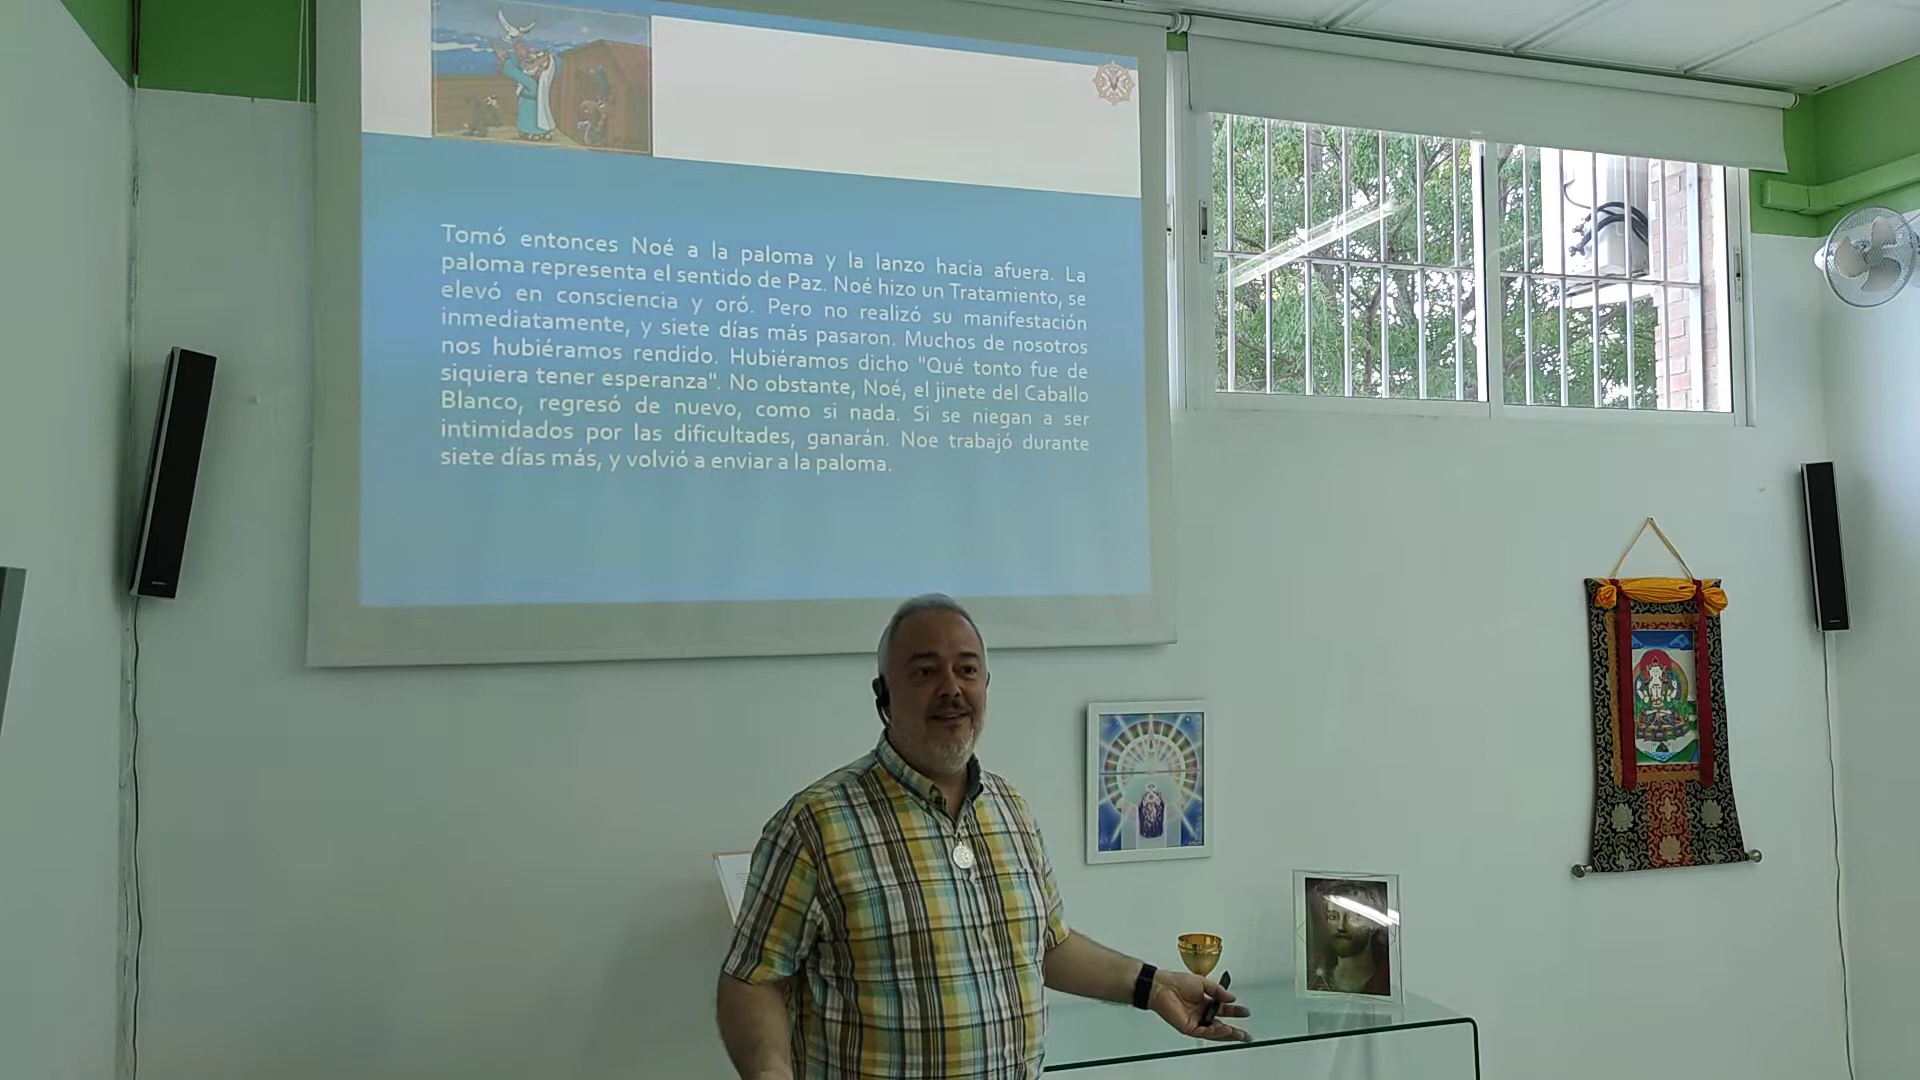 Tomó entonces Noé a la paloma y la lanzo hacia afuera. La
paloma representa el sentido de Paz. Noé hizo un Tratamiento, se
elevó en consciencia y oró. Pero no realizó su manifestación
inmediatamente, y siete días más pasaron. Muchos de nosotros
nos hubiéramos rendido. Hubiéramos dicho "Qué tonto fue de
siquiera tener esperanza". No obstante, Noé, el jinete del Caballo
Blanco, regresó de nuevo, como si nada. Si se niegan a ser
intimidados por las dificultades, ganarán. Noe trabajó durante
siete días más, y volvió a enviar a la paloma.